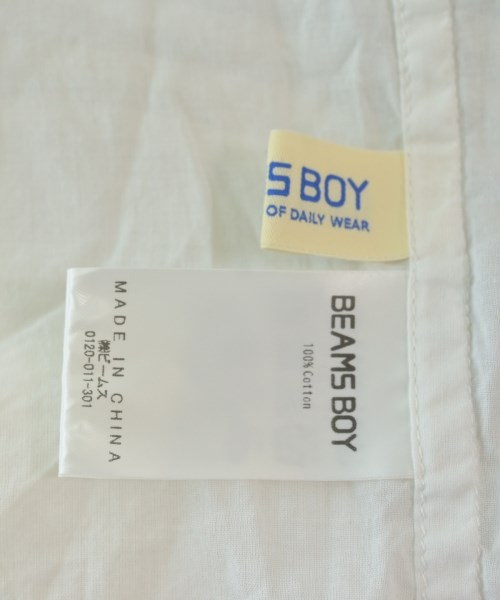 S BOY
OF DAILY WEAR
BEAMS BOY
100% Cotton
MADE IN CHINA
㈱ビームス
0120-011-301